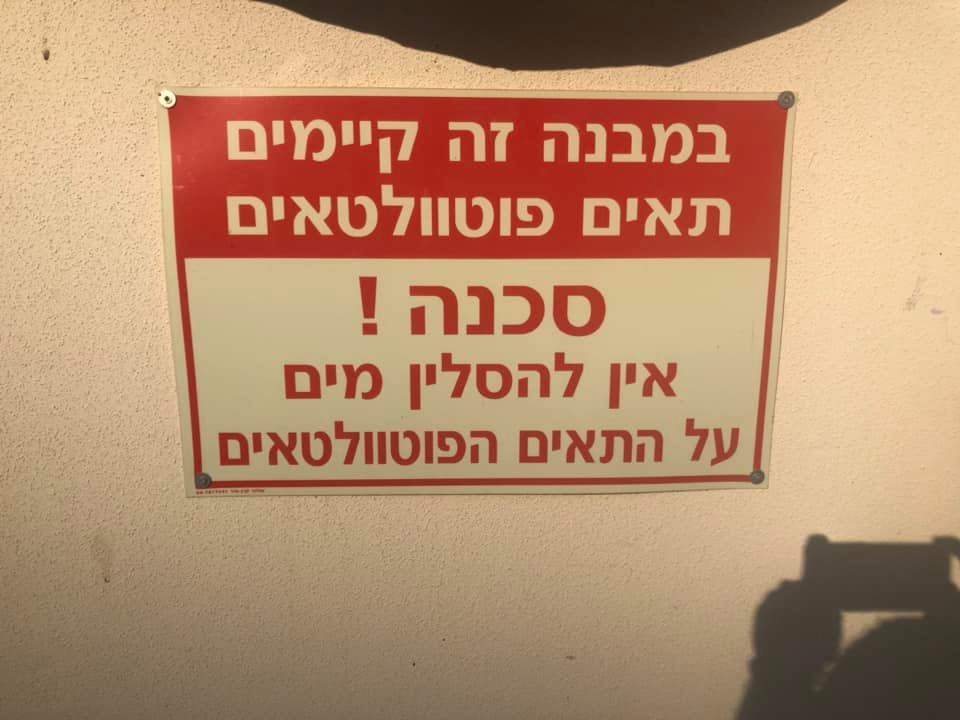 במבנה זה קיימים
תאים פוטוולטאים
סכנה !
אין להסלין מים
על התאים הפוטוולטאים